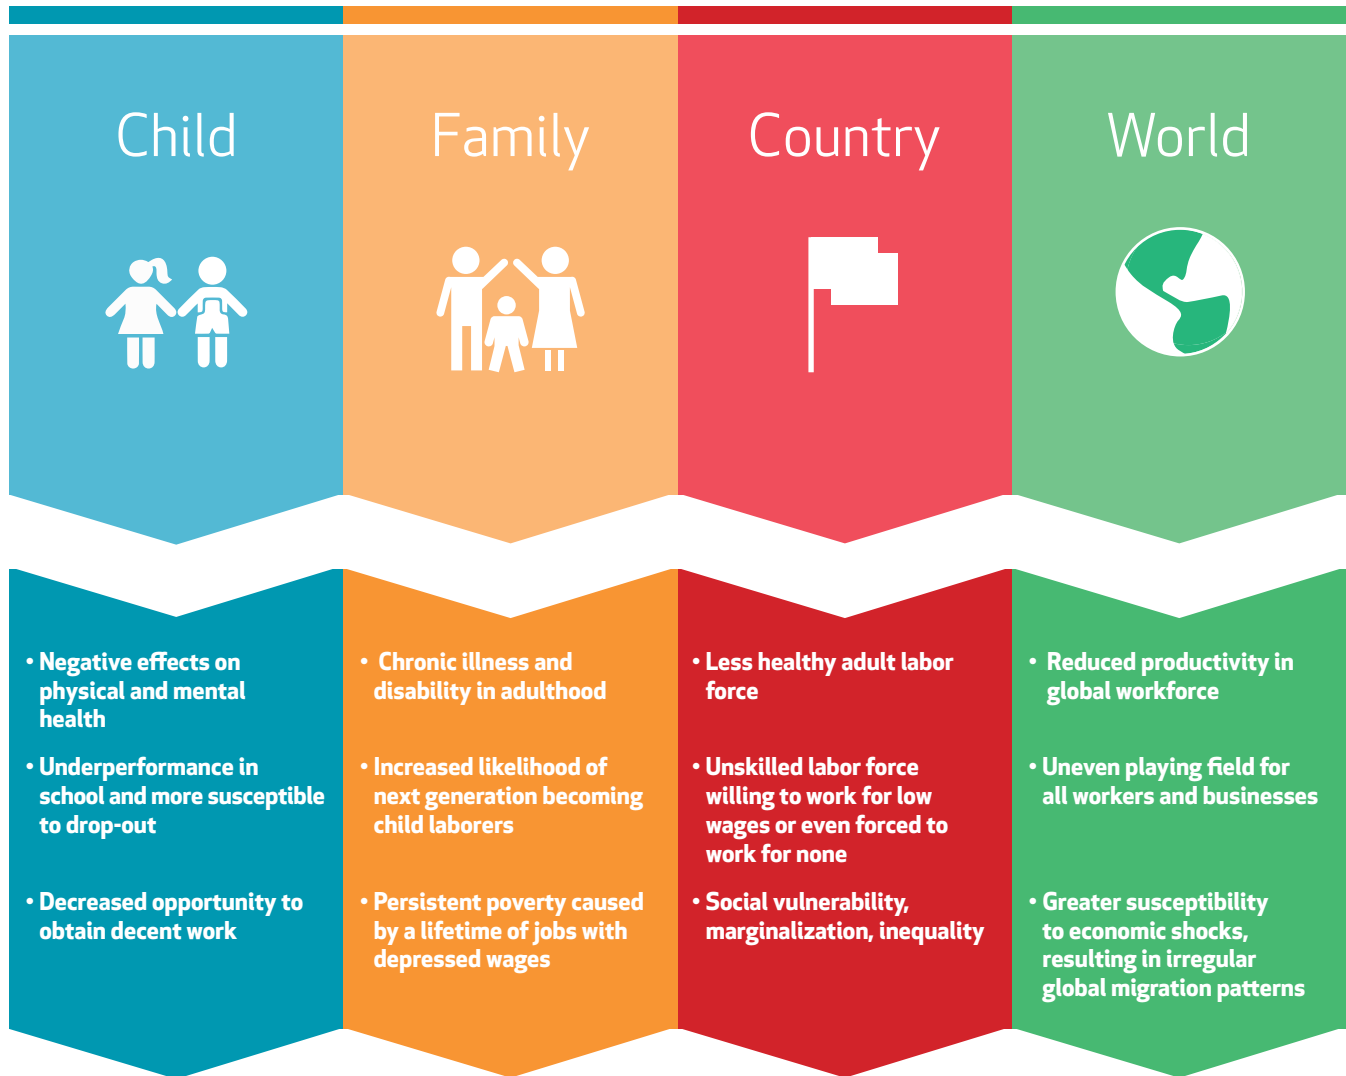 Child
Family
Country
World
• Negative effects on
physical and mental
health
• Underperformance in
school and more susceptible
to drop-out
• Decreased opportunity to
obtain decent work
• Chronic illness and
disability in adulthood
• Increased likelihood of
next generation becoming
child laborers
• Persistent poverty caused
by a lifetime of jobs with
depressed wages
• Less healthy adult labor
force
• Unskilled labor force
willing to work for low
wages or even forced to
work for none
• Social vulnerability,
marginalization, inequality
• Reduced productivity in
global workforce
• Uneven playing field for
all workers and businesses
• Greater susceptibility
to economic shocks,
resulting in irregular
global migration patterns